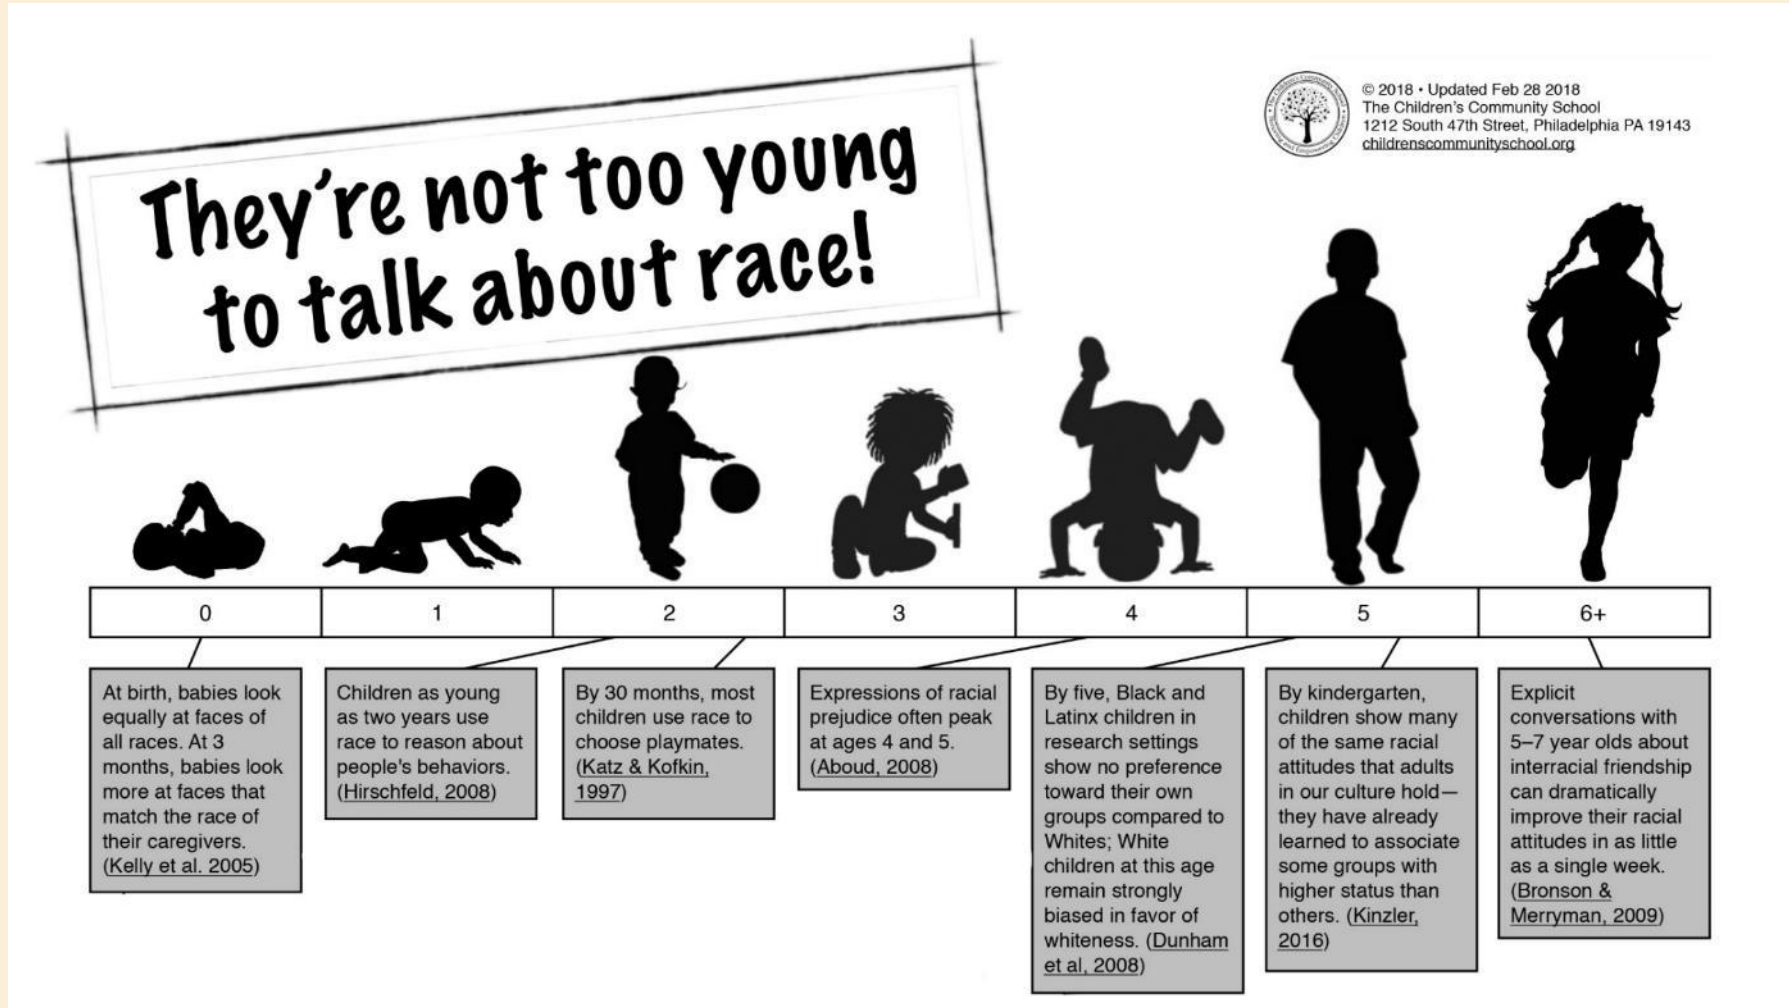 They're not too young
to talk about race!
© 2018 • Updated Feb 28 2018
The Children's Community School
1212 South 47th Street, Philadelphia PA 19143
childrenscommunityschool.org
0
1
2
3
4
5
6+
At birth, babies look
equally at faces of
all races. At 3
months, babies look
more at faces that
match the race of
their caregivers.
(Kelly et al. 2005)
Children as young
as two years use
race to reason about
people's behaviors.
(Hirschfeld, 2008)
By 30 months, most
children use race to
choose playmates.
(Katz & Kofkin,
1997)
Expressions of racial
prejudice often peak
at ages 4 and 5.
(Aboud, 2008)
By five, Black and
Latinx children in
research settings
show no preference
toward their own
groups compared to
Whites; White
children at this age
remain strongly
biased in favor of
whiteness. (Dunham
et al, 2008)
By kindergarten,
children show many
of the same racial
attitudes that adults
in our culture hold—
they have already
learned to associate
some groups with
higher status than
others. (Kinzler,
2016)
Explicit
conversations with
5–7 year olds about
interracial friendship
can dramatically
improve their racial
attitudes in as little
as a single week.
(Bronson &
Merryman, 2009)